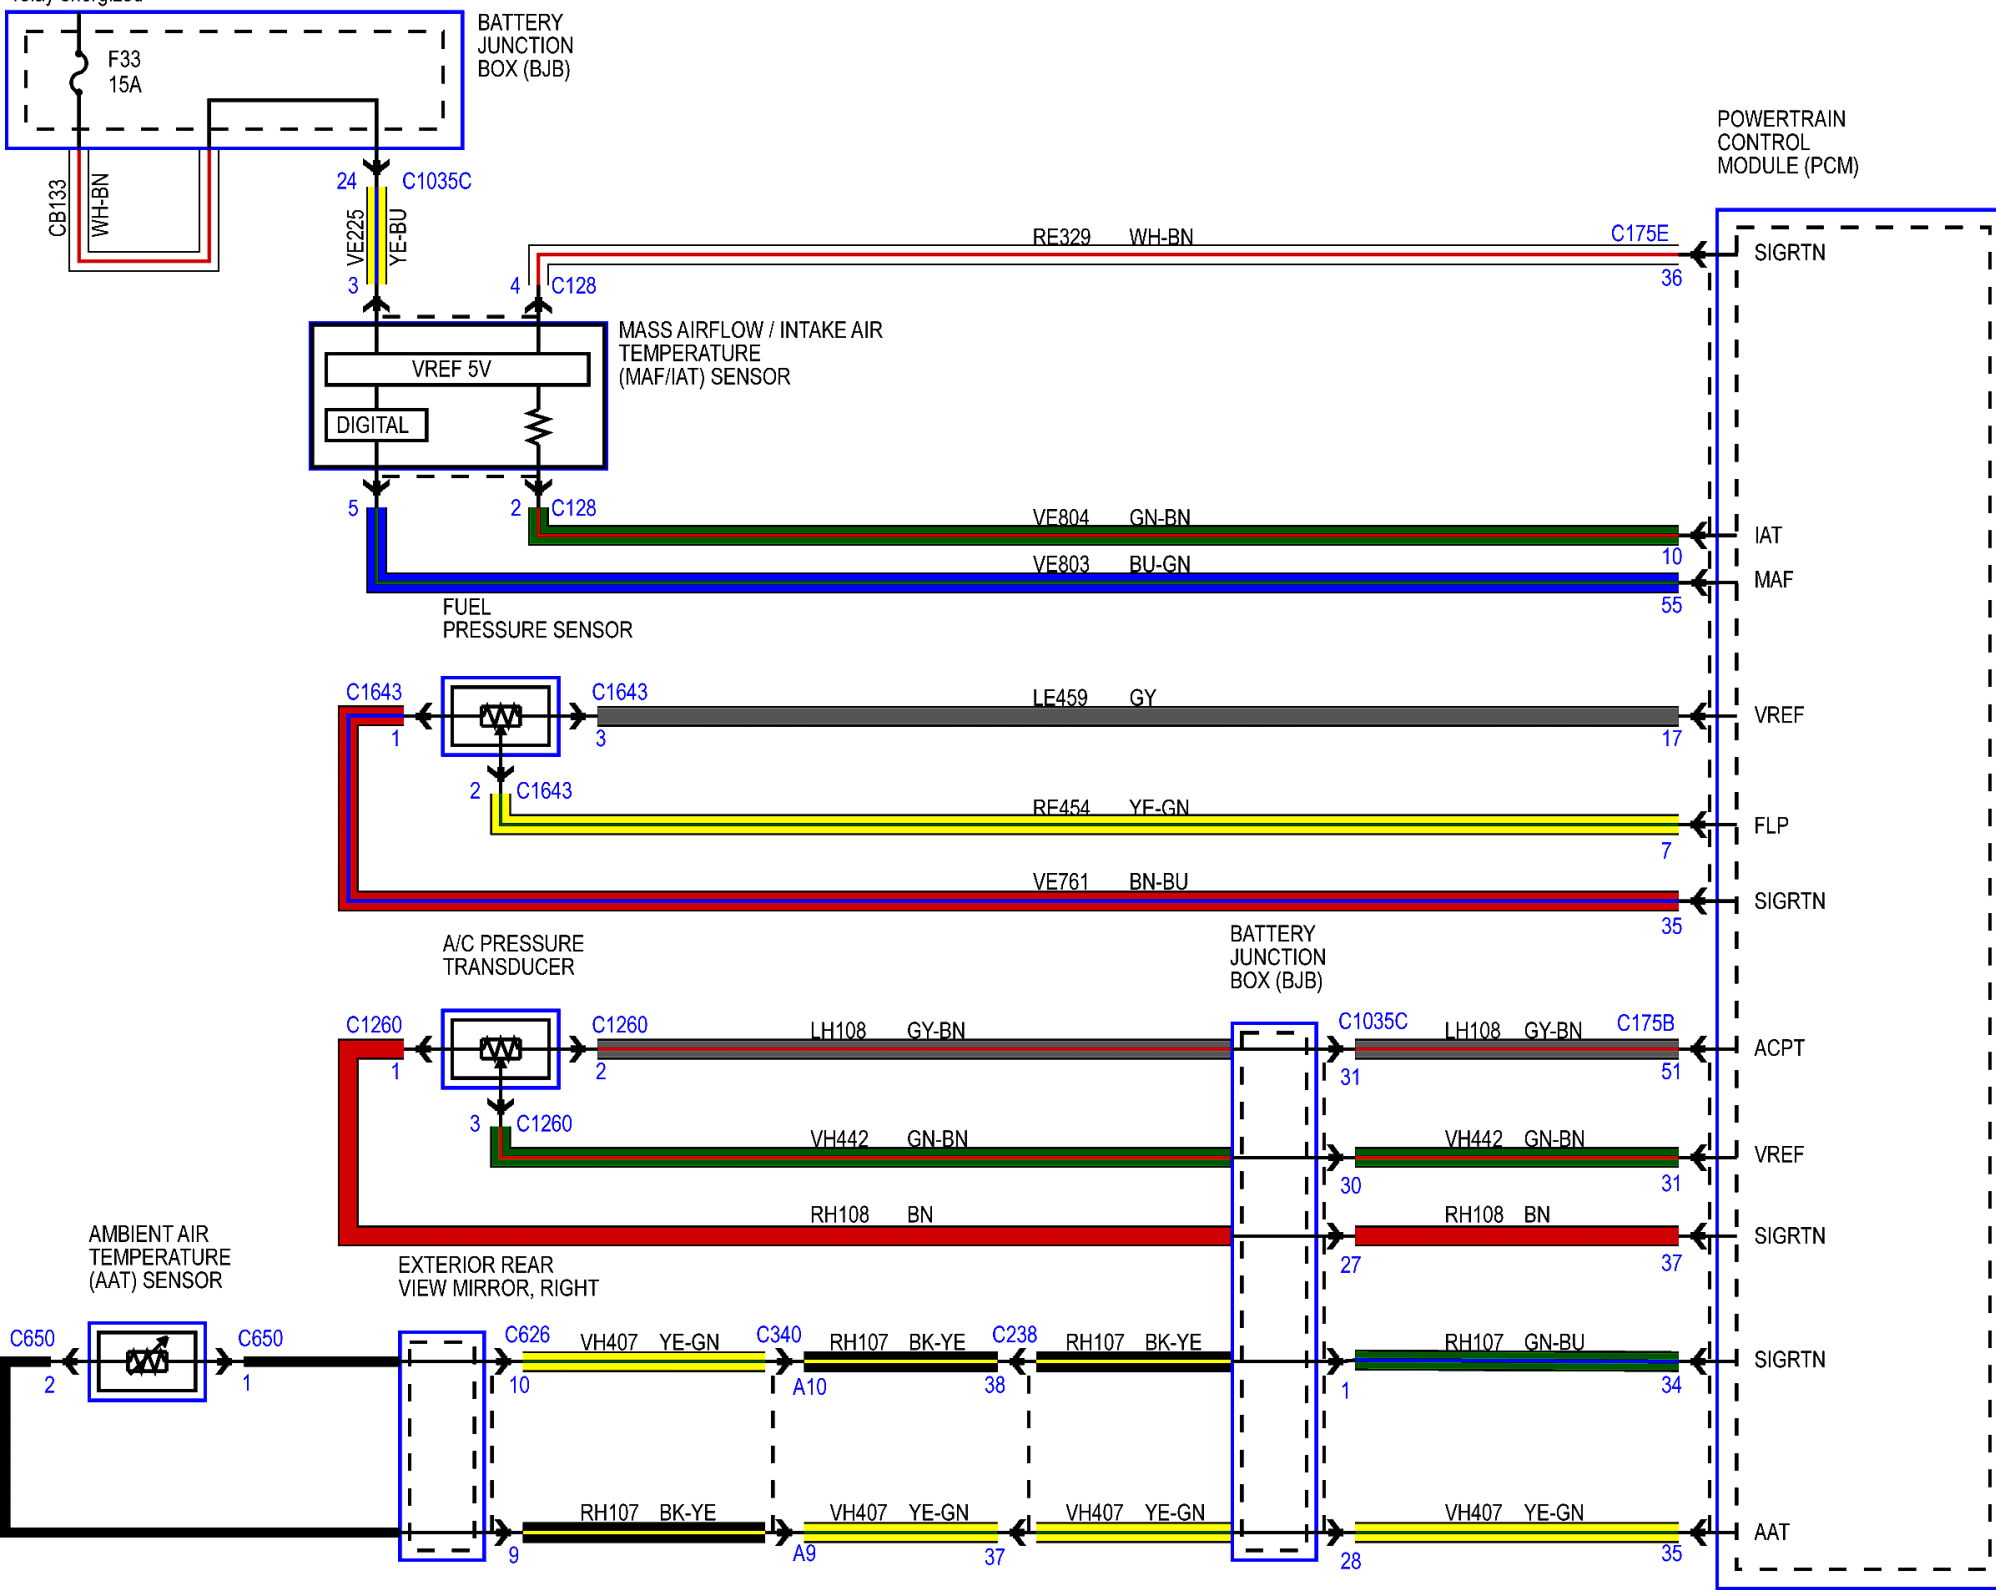 relay energized
BATTERY
JUNCTION
BOX (BJB)
F33
15A
CB133
WH-BN
24
C1035C
VE225
YE-BU
3
4
C128
RE329 WH-BN
C175E
36
POWERTRAIN
CONTROL
MODULE (PCM)
SIGRTN
MASS AIRFLOW / INTAKE AIR
TEMPERATURE
(MAF/IAT) SENSOR
VREF 5V
DIGITAL
5
2
C128
VE804 GN-BN
10
IAT
VE803 BU-GN
55
MAF
FUEL
PRESSURE SENSOR
C1643
1
C1643
3
LE459 GY
17
VREF
2
C1643
RE454 YE-GN
7
FLP
VE761 BN-BU
35
SIGRTN
A/C PRESSURE
TRANSDUCER
BATTERY
JUNCTION
BOX (BJB)
C1260
1
C1260
2
LH108 GY-BN
C1035C
31
LH108 GY-BN
C175B
51
ACPT
3
C1260
VH442 GN-BN
30
VH442 GN-BN
31
VREF
RH108 BN
27
RH108 BN
37
SIGRTN
AMBIENT AIR
TEMPERATURE
(AAT) SENSOR
EXTERIOR REAR
VIEW MIRROR, RIGHT
C650
2
C650
1
C626
10
VH407 YE-GN
C340
A10
RH107 BK-YE
C238
38
RH107 BK-YE
1
RH107 GN-BU
34
SIGRTN
9
RH107 BK-YE
A9
VH407 YE-GN
37
VH407 YE-GN
28
VH407 YE-GN
35
AAT